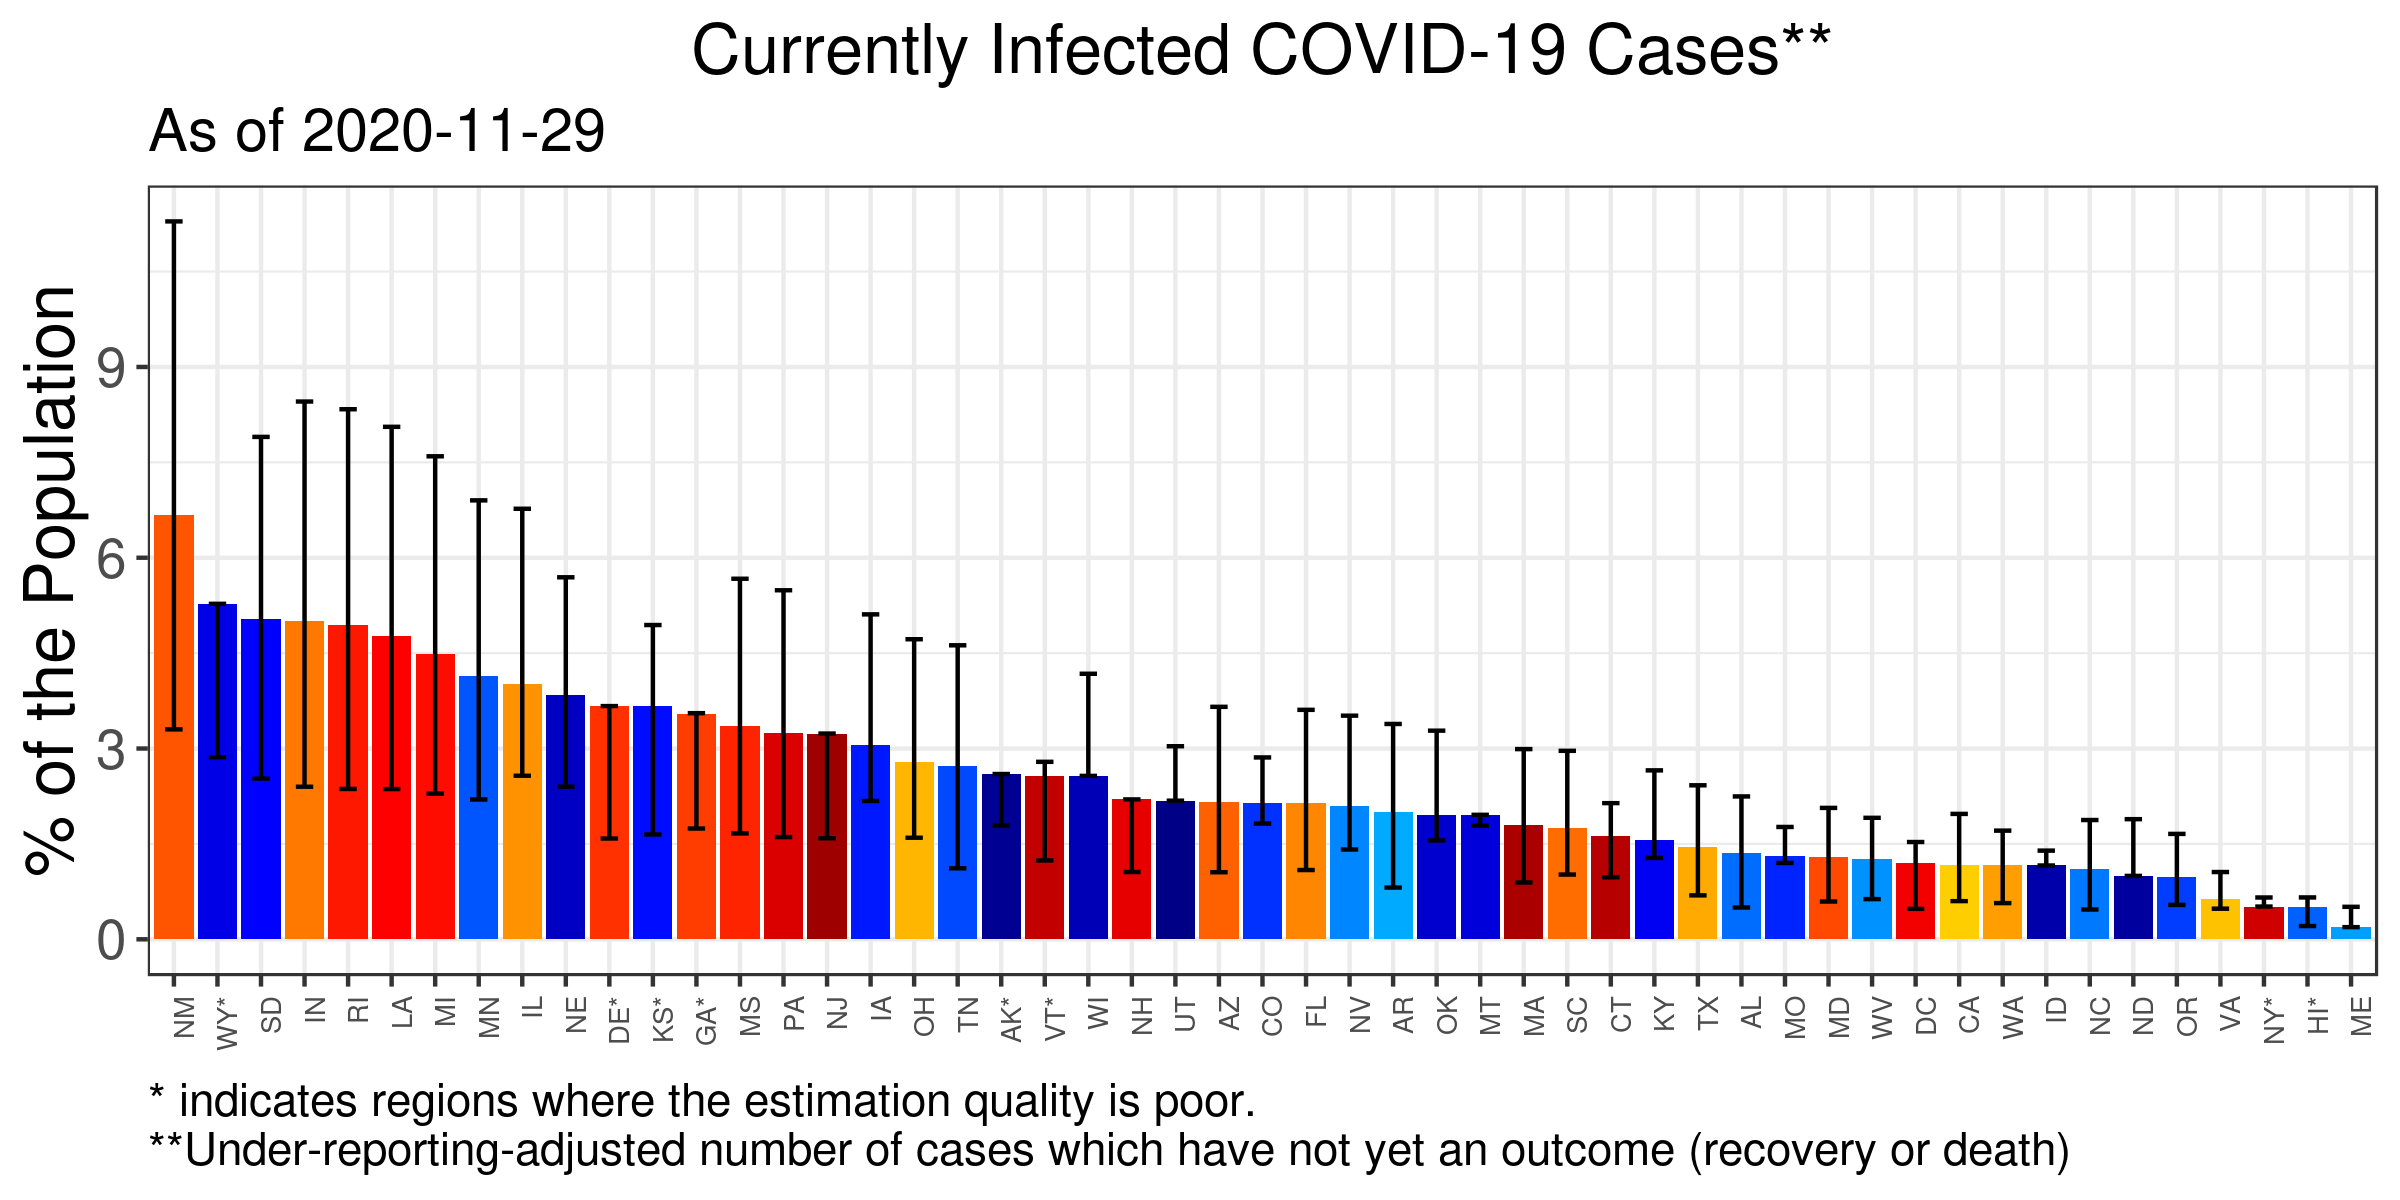 Currently Infected COVID-19 Cases**
As of 2020-11-29
% of the Population
9
6
3
0
NM WY* SD IN RI LA MI MN IL NE DE* KS* GA* MS PA NJ IA OH TN AK* VT* WI NH UT AZ CO FL NV AR OK MT MA SC CT KY TX AL MO MD WV DC CA WA ID NC ND OR VA NY* HI* ME
* indicates regions where the estimation quality is poor.
**Under-reporting-adjusted number of cases which have not yet an outcome (recovery or death)